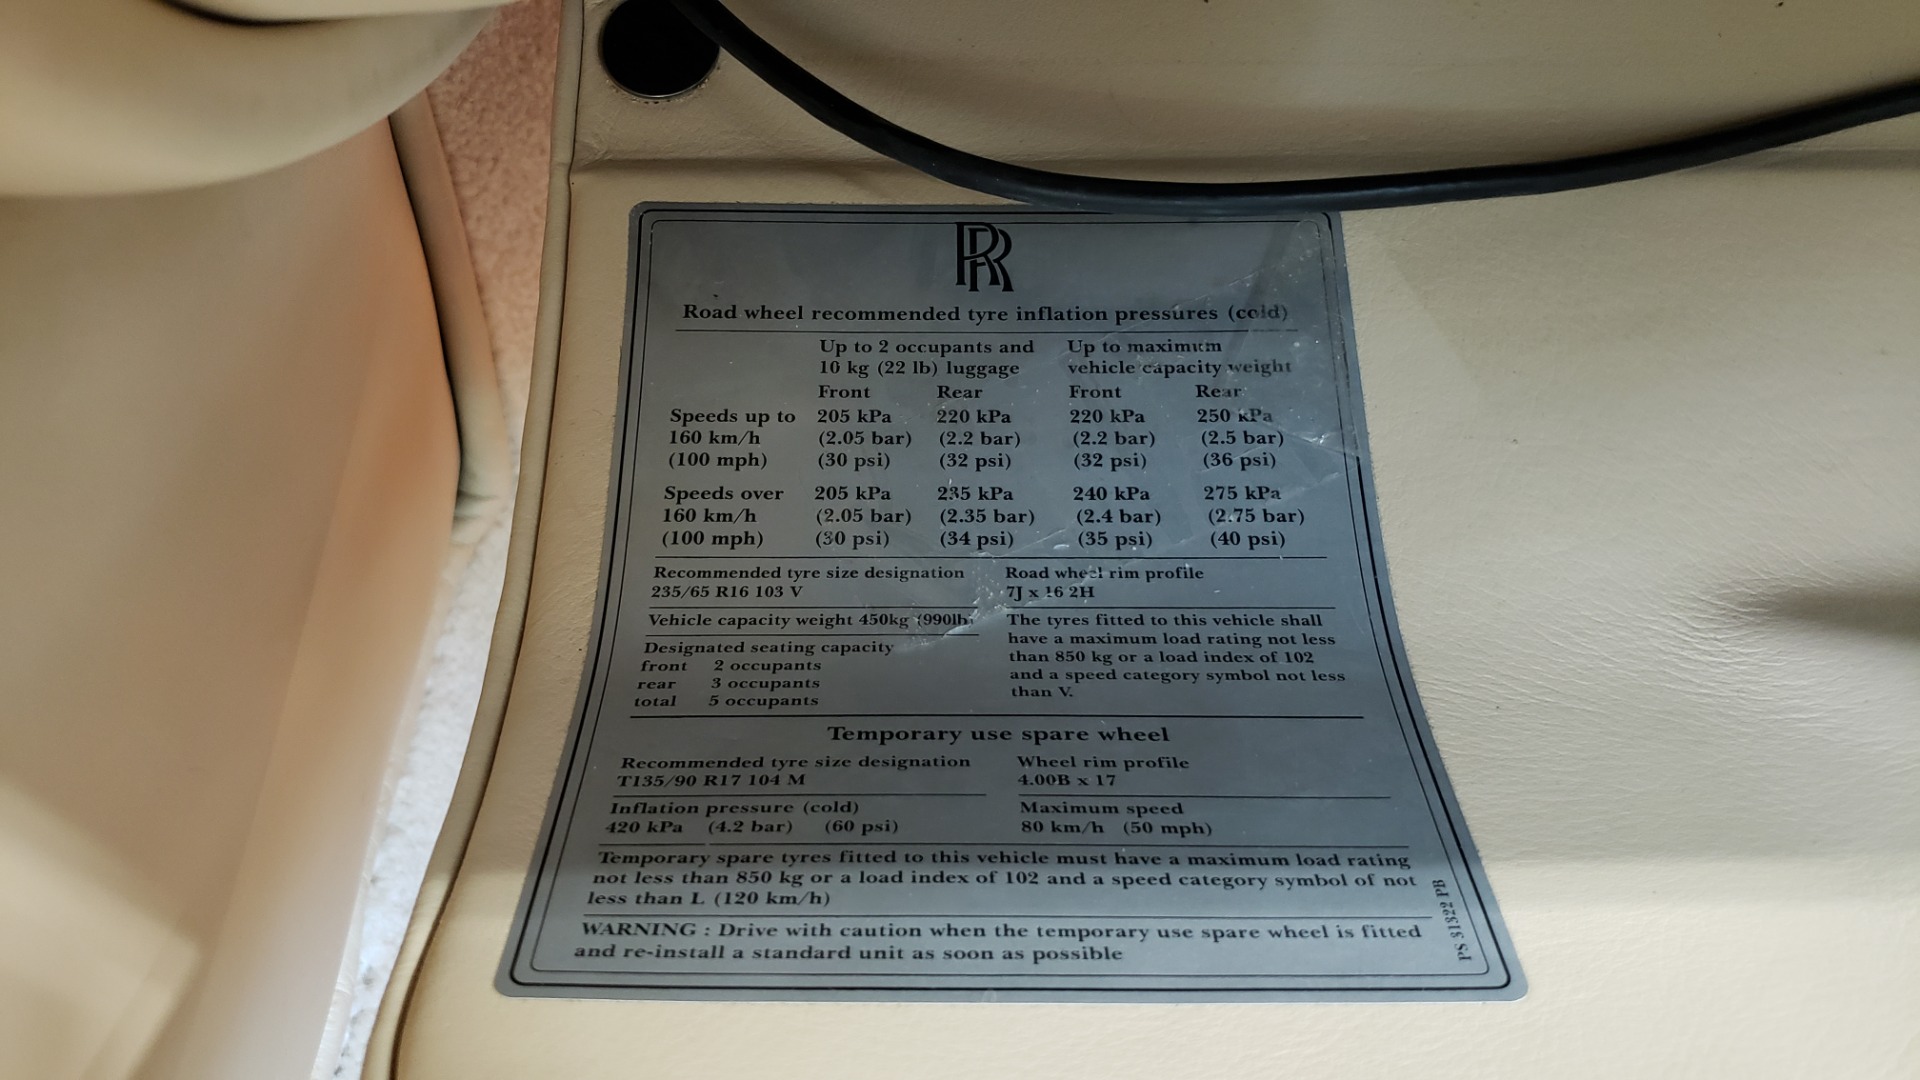 RR
Road wheel recommended tyre inflation pressures (cold)
Up to 2 occupants and Up to maximum
10 kg (22 lb) luggage vehicle capacity weight
Front Rear Front Rear
Speeds up to 205 kPa 220 kPa 220 kPa 250 kPa
160 km/h (2.05 bar) (2.2 bar) (2.2 bar) (2.5 bar)
(100 mph) (30 psi) (32 psi) (32 psi) (36 psi)
Speeds over 205 kPa 235 kPa 240 kPa 275 kPa
160 km/h (2.05 bar) (2.35 bar) (2.4 bar) (2.75 bar)
(100 mph) (30 psi) (34 psi) (35 psi) (40 psi)
Recommended tyre size designation
235/65 R16 103 V
Road wheel rim profile
7J x 16 2H
Vehicle capacity weight 450kg (990lb)
Designated seating capacity
front 2 occupants
rear 3 occupants
total 5 occupants
The tyres fitted to this vehicle shall
have a maximum load rating not less
than 850 kg or a load index of 102
and a speed category symbol not less
than V.
Temporary use spare wheel
Recommended tyre size designation
T135/90 R17 104 M
Wheel rim profile
4.00B x 17
Inflation pressure (cold)
420 kPa (4.2 bar) (60 psi)
Maximum speed
80 km/h (50 mph)
Temporary spare tyres fitted to this vehicle must have a maximum load rating
not less than 850 kg or a load index of 102 and a speed category symbol of not
less than L (120 km/h)
WARNING : Drive with caution when the temporary use spare wheel is fitted
and re-install a standard unit as soon as possible
PB